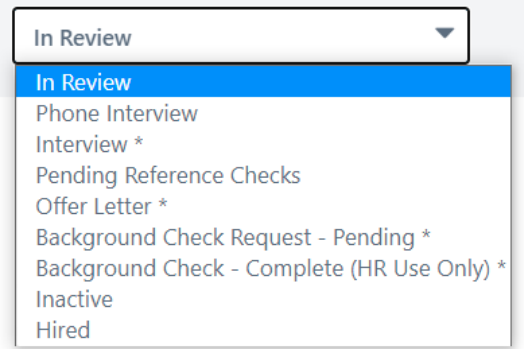 In Review
In Review
Phone Interview
Interview *
Pending Reference Checks
Offer Letter *
Background Check Request - Pending *
Background Check - Complete (HR Use Only) *
Inactive
Hired